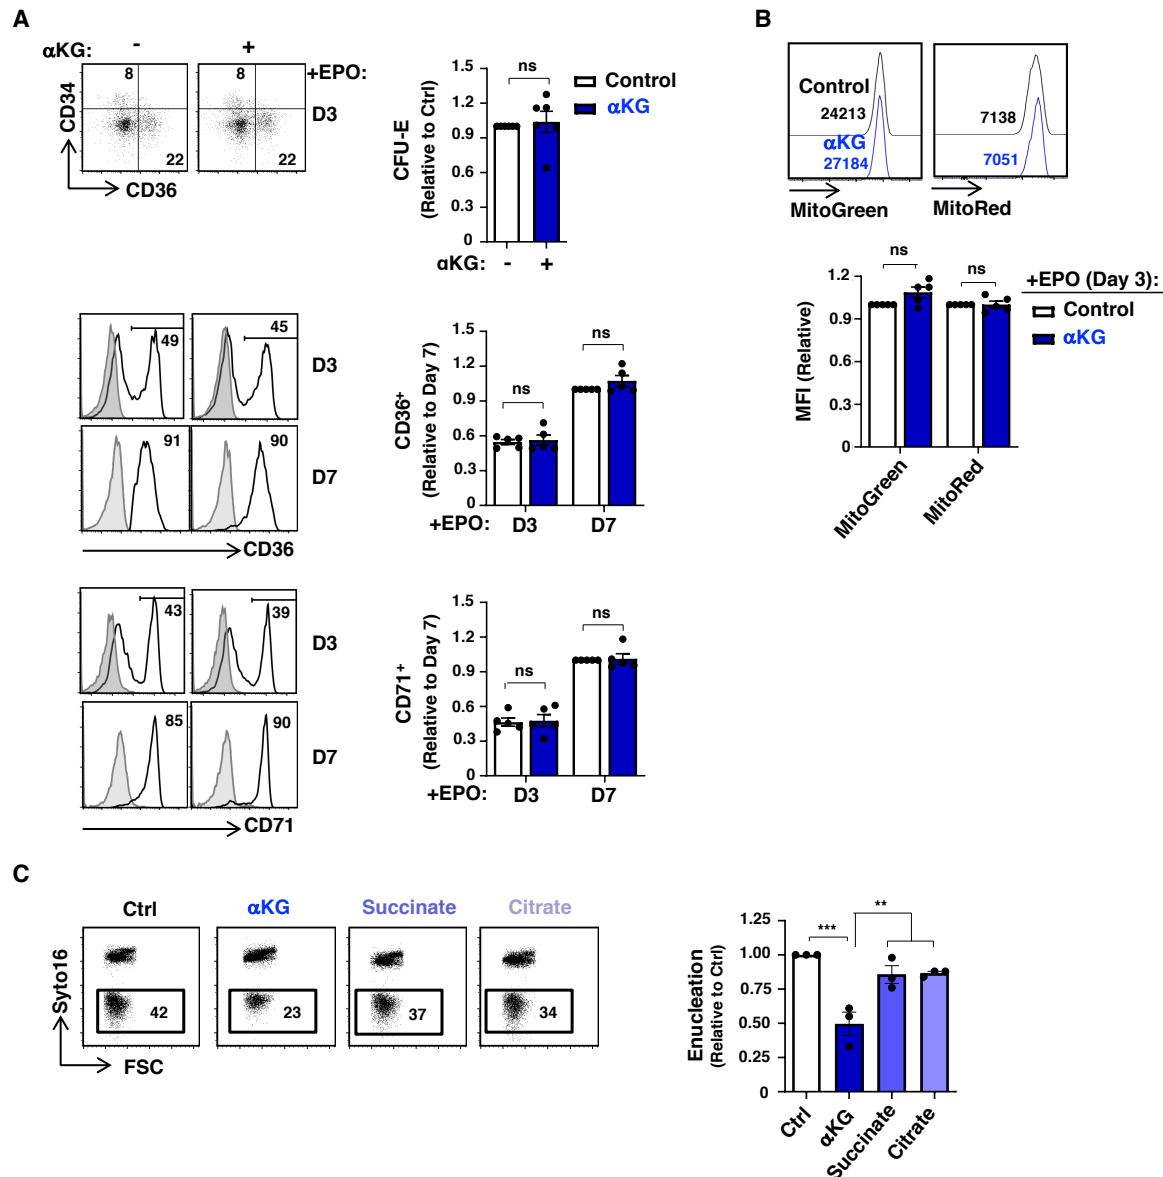 A
αKG: - +
8 8 +EPO:
CD34
D3
22 22
CD36
1.5
1.2
0.9
0.6
0.3
0
CFU-E
(Relative to Ctrl)
ns
Control
αKG
αKG: - +
49 45 D3
91 90 D7
CD36
1.5
1.2
0.9
0.6
0.3
0
CD36+
(Relative to Day 7)
ns ns
+EPO: D3 D7
43 39 D3
85 90 D7
CD71
1.5
1.2
0.9
0.6
0.3
0
CD71+
(Relative to Day 7)
ns ns
+EPO: D3 D7
B
Control
24213 7138
αKG
27184 7051
MitoGreen MitoRed
1.2
0.9
0.6
0.3
0
MFI (Relative)
ns ns
+EPO (Day 3):
Control
αKG
MitoGreen MitoRed
C
Ctrl αKG Succinate Citrate
Syto16
42 23 37 34
FSC
1.25
1.00
0.75
0.50
0.25
0
Enucleation
(Relative to Ctrl)
*** **
Ctrl αKG Succinate Citrate